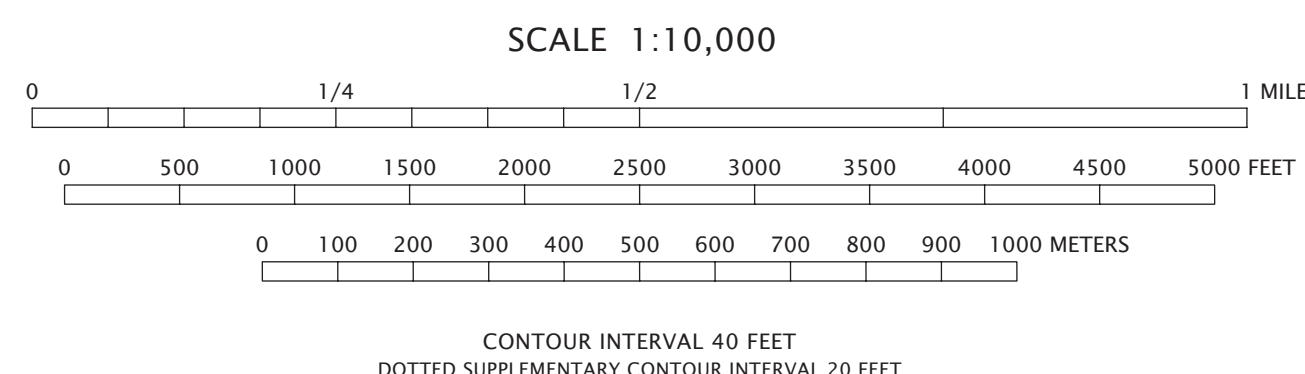 SCALE 1:10,000
0 1/4 1/2 1 MILE
0 500 1000 1500 2000 2500 3000 3500 4000 4500 5000 FEET
0 100 200 300 400 500 600 700 800 900 1000 METERS
CONTOUR INTERVAL 40 FEET
DOTTED SUPPLEMENTARY CONTOUR INTERVAL 20 FEET